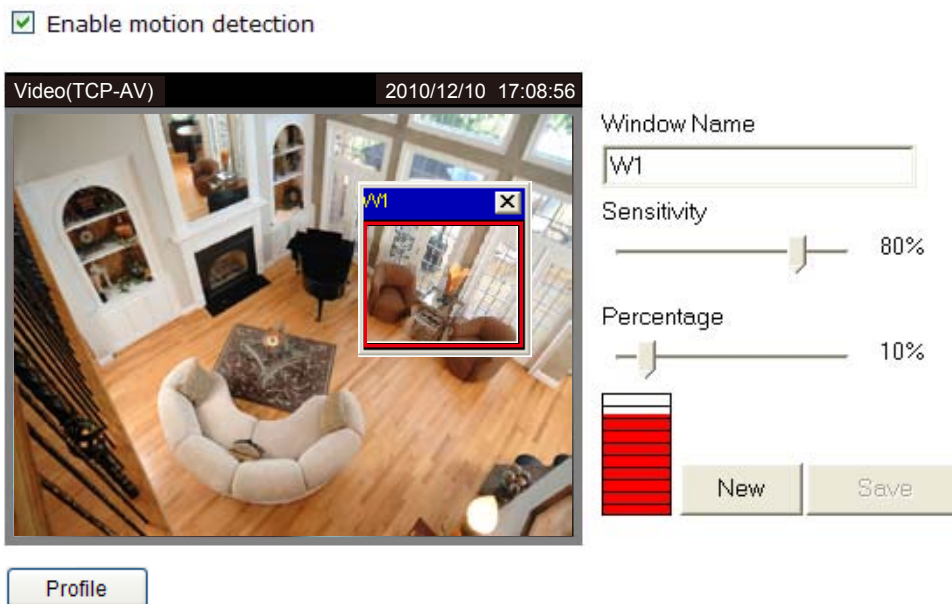 Enable motion detection
Video(TCP-AV) 2010/12/10 17:08:56
W1
Window Name
W1
Sensitivity
80%
Percentage
10%
New
Save
Profile